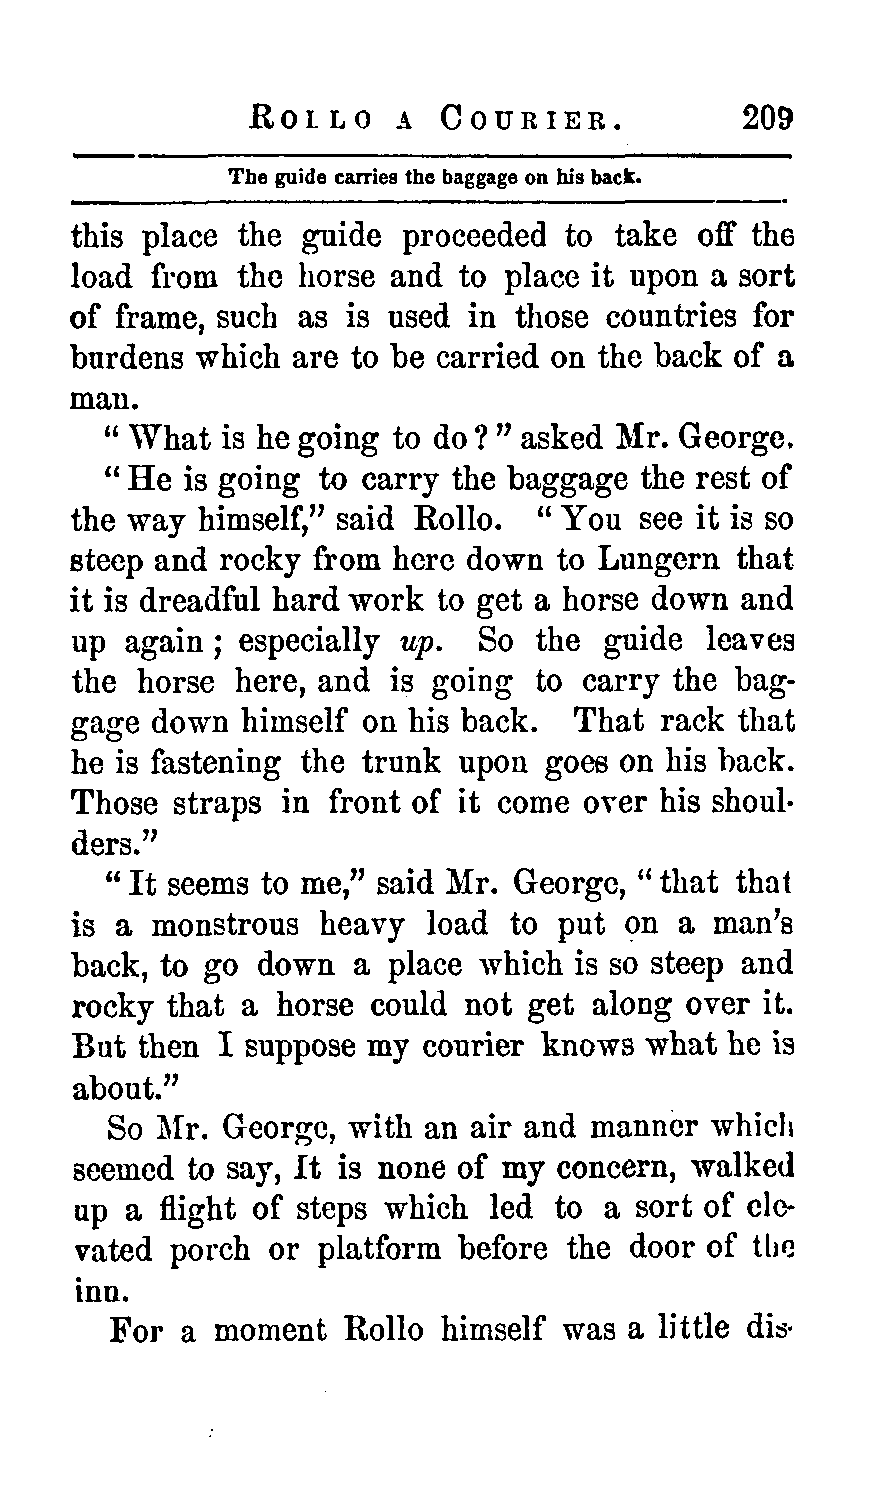 ROLLO A COURIER. 209
The guide carries the baggage on his back.
this place the guide proceeded to take off the
load from the horse and to place it upon a sort
of frame, such as is used in those countries for
burdens which are to be carried on the back of a
man.
“What is he going to do?” asked Mr. George.
“He is going to carry the baggage the rest of
the way himself,” said Rollo. “You see it is so
steep and rocky from here down to Lungern that
it is dreadful hard work to get a horse down and
up again; especially up. So the guide leaves
the horse here, and is going to carry the bag-
gage down himself on his back. That rack that
he is fastening the trunk upon goes on his back.
Those straps in front of it come over his shoul-
ders.”
“It seems to me,” said Mr. George, “that that
is a monstrous heavy load to put on a man's
back, to go down a place which is so steep and
rocky that a horse could not get along over it.
But then I suppose my courier knows what he is
about.”
So Mr. George, with an air and manner which
seemed to say, It is none of my concern, walked
up a flight of steps which led to a sort of ele-
vated porch or platform before the door of the
inn.
For a moment Rollo himself was a little dis-